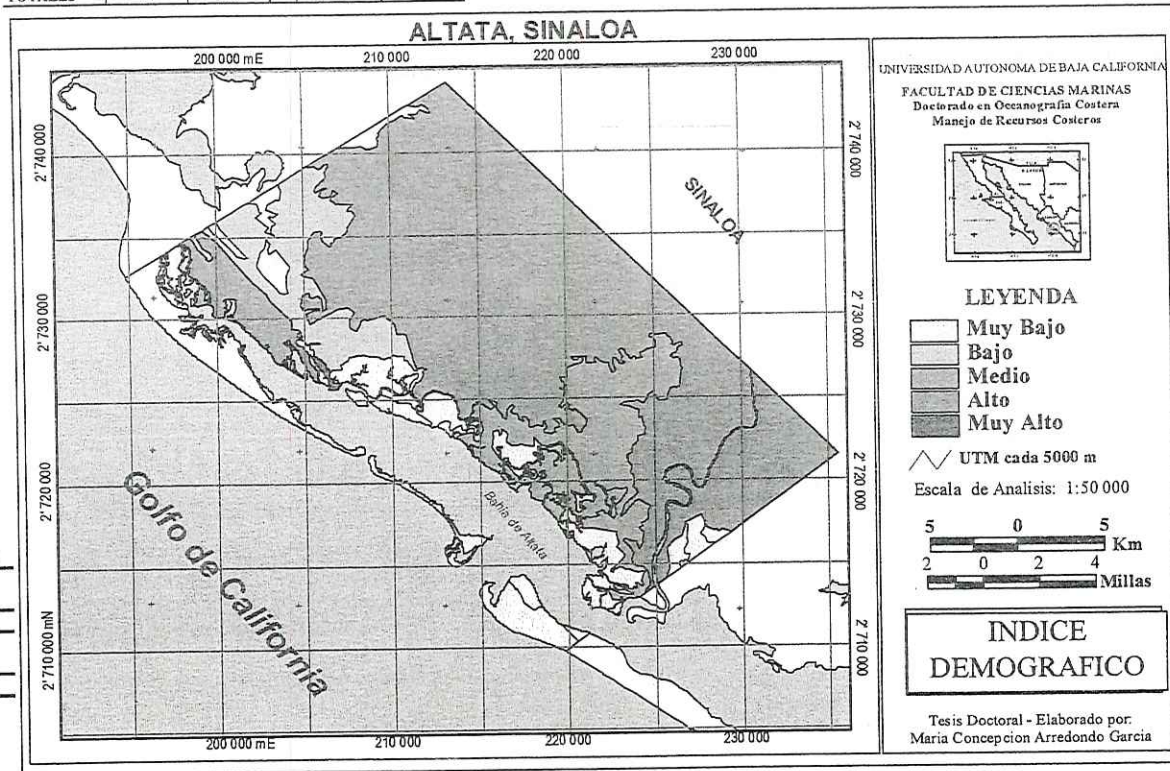 ALTATA, SINALOA
200 000 mE
210 000
220 000
230 000
2'740 000
2'730 000
2'720 000
2'710 000 mN
2'740 000
2'730 000
2'720 000
2'710 000
SINALOA
Golfo de California
Bahia de Altata
200 000 mE
210 000
220 000
230 000
UNIVERSIDAD AUTONOMA DE BAJA CALIFORNIA
FACULTAD DE CIENCIAS MARINAS
Doctorado en Oceanografia Costera
Manejo de Recursos Costeros
LEYENDA
Muy Bajo
Bajo
Medio
Alto
Muy Alto
UTM cada 5000 m
Escala de Analisis: 1:50 000
5 0 5
Km
2 0 2 4
Millas
INDICE
DEMOGRAFICO
Tesis Doctoral - Elaborado por:
Maria Concepcion Arredondo Garcia